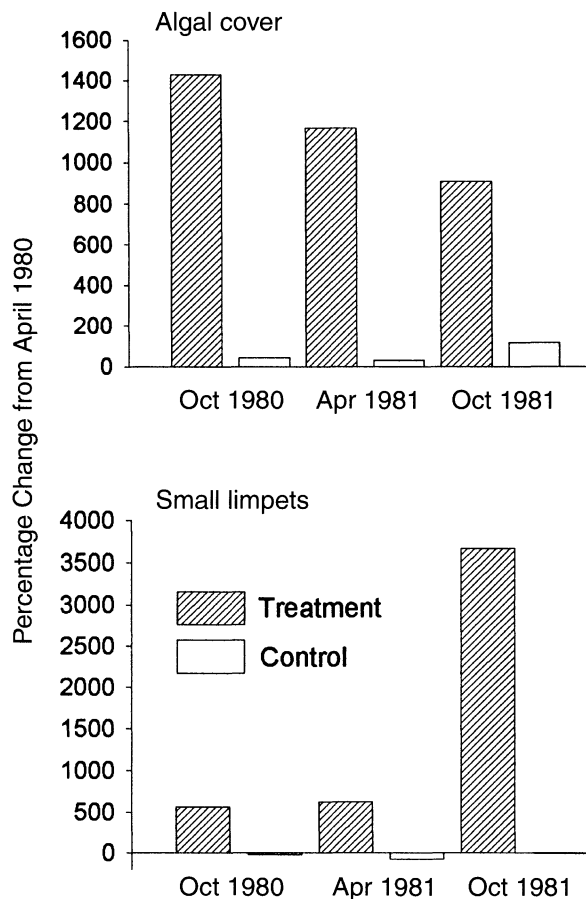 Percentage Change from April 1980
Algal cover
1600
1400
1200
1000
800
600
400
200
0
Oct 1980 Apr 1981 Oct 1981
Small limpets
4000
3500
3000
2500
2000
1500
1000
500
0
Treatment
Control
Oct 1980 Apr 1981 Oct 1981